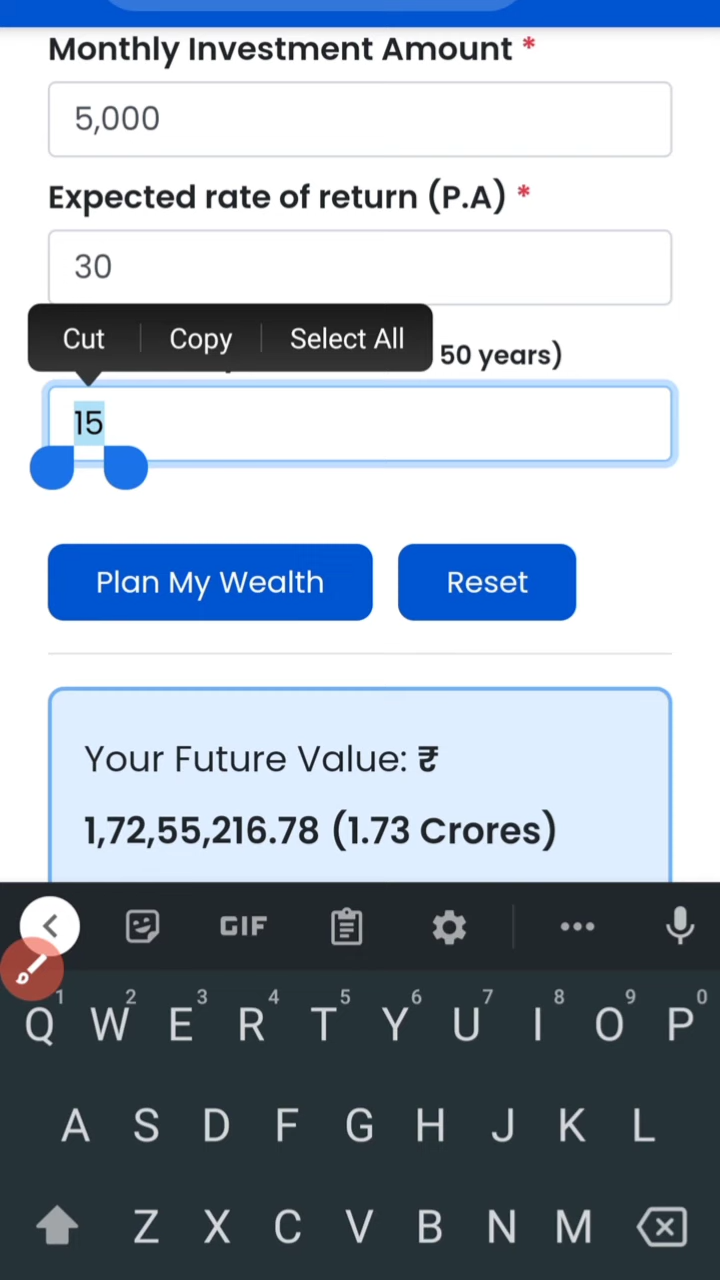 Monthly Investment Amount *
5,000
Expected rate of return (P.A) *
30
Cut Copy Select All
50 years)
15
Plan My Wealth Reset
Your Future Value: ₹
1,72,55,216.78 (1.73 Crores)
GIF
1 2 3 4 5 6 7 8 9 0
Q W E R T Y U I O P
A S D F G H J K L
Z X C V B N M